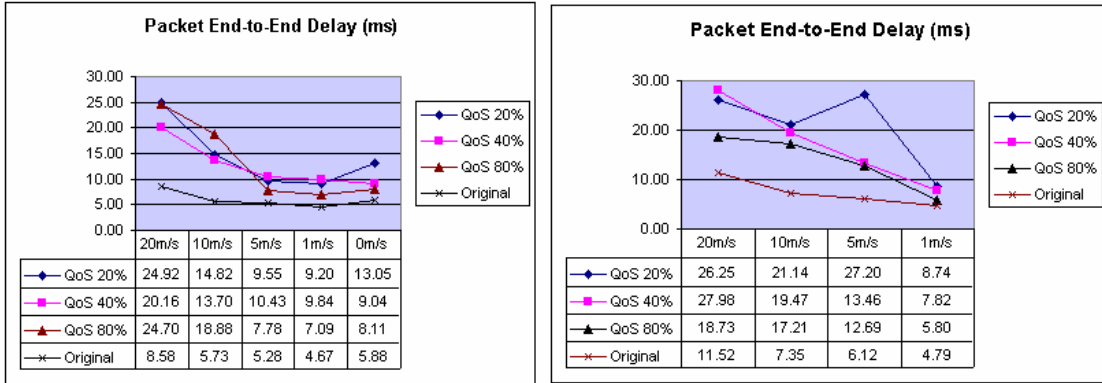 Packet End-to-End Delay (ms)
30.00
25.00
20.00
15.00
10.00
5.00
0.00
QoS 20%
QoS 40%
QoS 80%
Original
20m/s 10m/s 5m/s 1m/s 0m/s
QoS 20% 24.92 14.82 9.55 9.20 13.05
QoS 40% 20.16 13.70 10.43 9.84 9.04
QoS 80% 24.70 18.88 7.78 7.09 8.11
Original 8.58 5.73 5.28 4.67 5.88
Packet End-to-End Delay (ms)
30.00
20.00
10.00
0.00
QoS 20%
QoS 40%
QoS 80%
Original
20m/s 10m/s 5m/s 1m/s
QoS 20% 26.25 21.14 27.20 8.74
QoS 40% 27.98 19.47 13.46 7.82
QoS 80% 18.73 17.21 12.69 5.80
Original 11.52 7.35 6.12 4.79